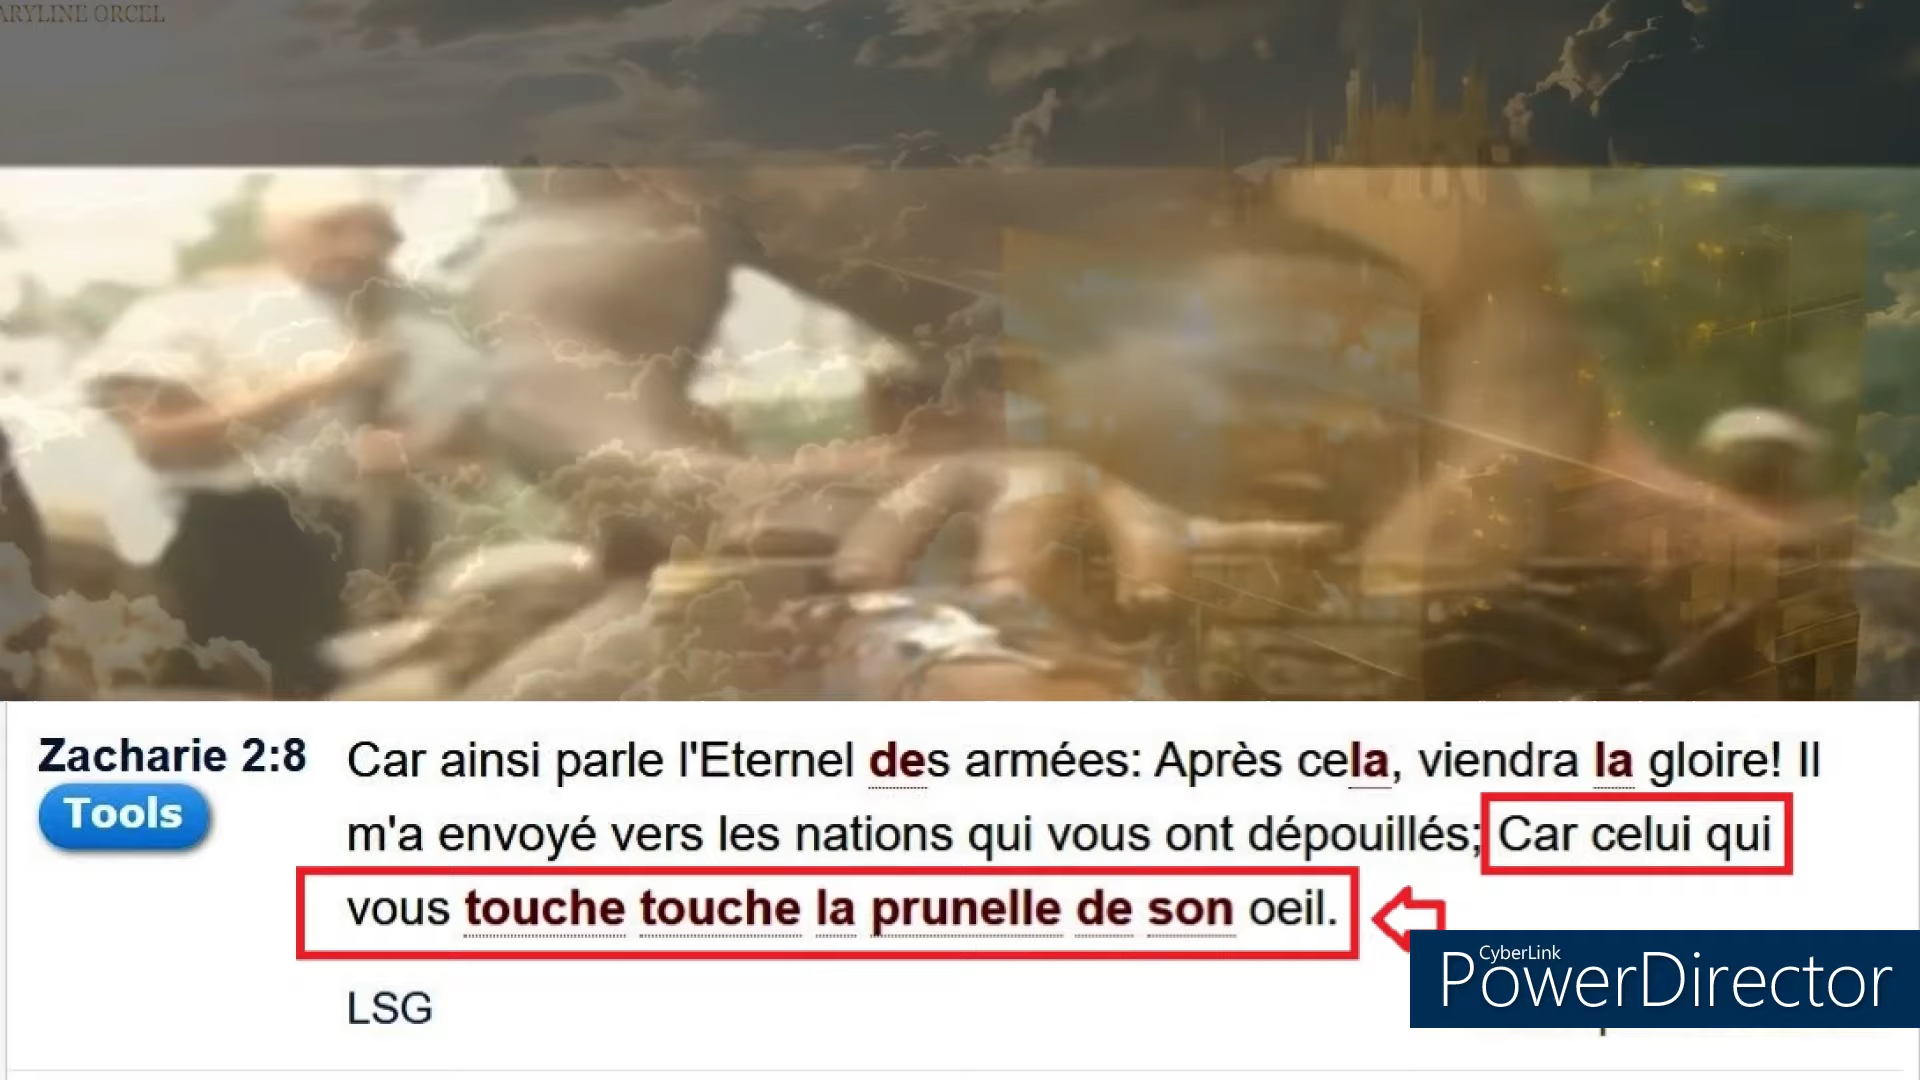 ARYLINE ORCEL
Zacharie 2:8
Tools
Car ainsi parle l'Eternel des armées: Après cela, viendra la gloire! Il
m'a envoyé vers les nations qui vous ont dépouillés; Car celui qui
vous touche touche la prunelle de son oeil.
LSG
CyberLink
PowerDirector